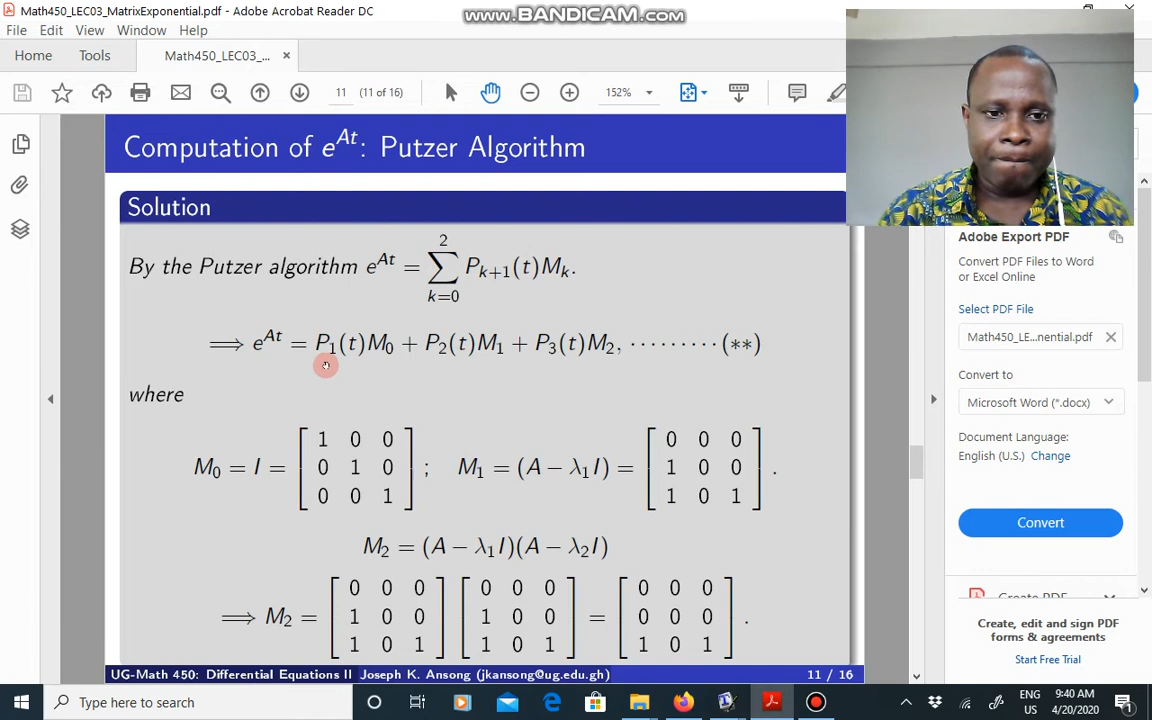 Math450_LEC03_MatrixExponential.pdf - Adobe Acrobat Reader DC
www.BANDICAM.com
File Edit View Window Help
Home Tools Math450_LEC03_...
11 (11 of 16) 152%
Computation of e^{At}: Putzer Algorithm
Solution
By the Putzer algorithm e^{At} = \sum_{k=0}^{2} P_{k+1}(t)M_k.
⟹ e^{At} = P_1(t)M_0 + P_2(t)M_1 + P_3(t)M_2, ········· (**)
where
M_0 = I = [1 0 0; 0 1 0; 0 0 1]; M_1 = (A − λ_1 I) = [0 0 0; 1 0 0; 1 0 1].
M_2 = (A − λ_1 I)(A − λ_2 I)
⟹ M_2 = [0 0 0; 1 0 0; 1 0 1] [0 0 0; 1 0 0; 1 0 1] = [0 0 0; 0 0 0; 1 0 1].
UG-Math 450: Differential Equations II Joseph K. Ansong (jkansong@ug.edu.gh) 11 / 16
Adobe Export PDF
Convert PDF Files to Word
or Excel Online
Select PDF File
Math450_LE...nential.pdf
Convert to
Microsoft Word (*.docx)
Document Language:
English (U.S.) Change
Convert
Create PDF
Create, edit and sign PDF
forms & agreements
Start Free Trial
Type here to search
ENG
US
9:40 AM
4/20/2020
1